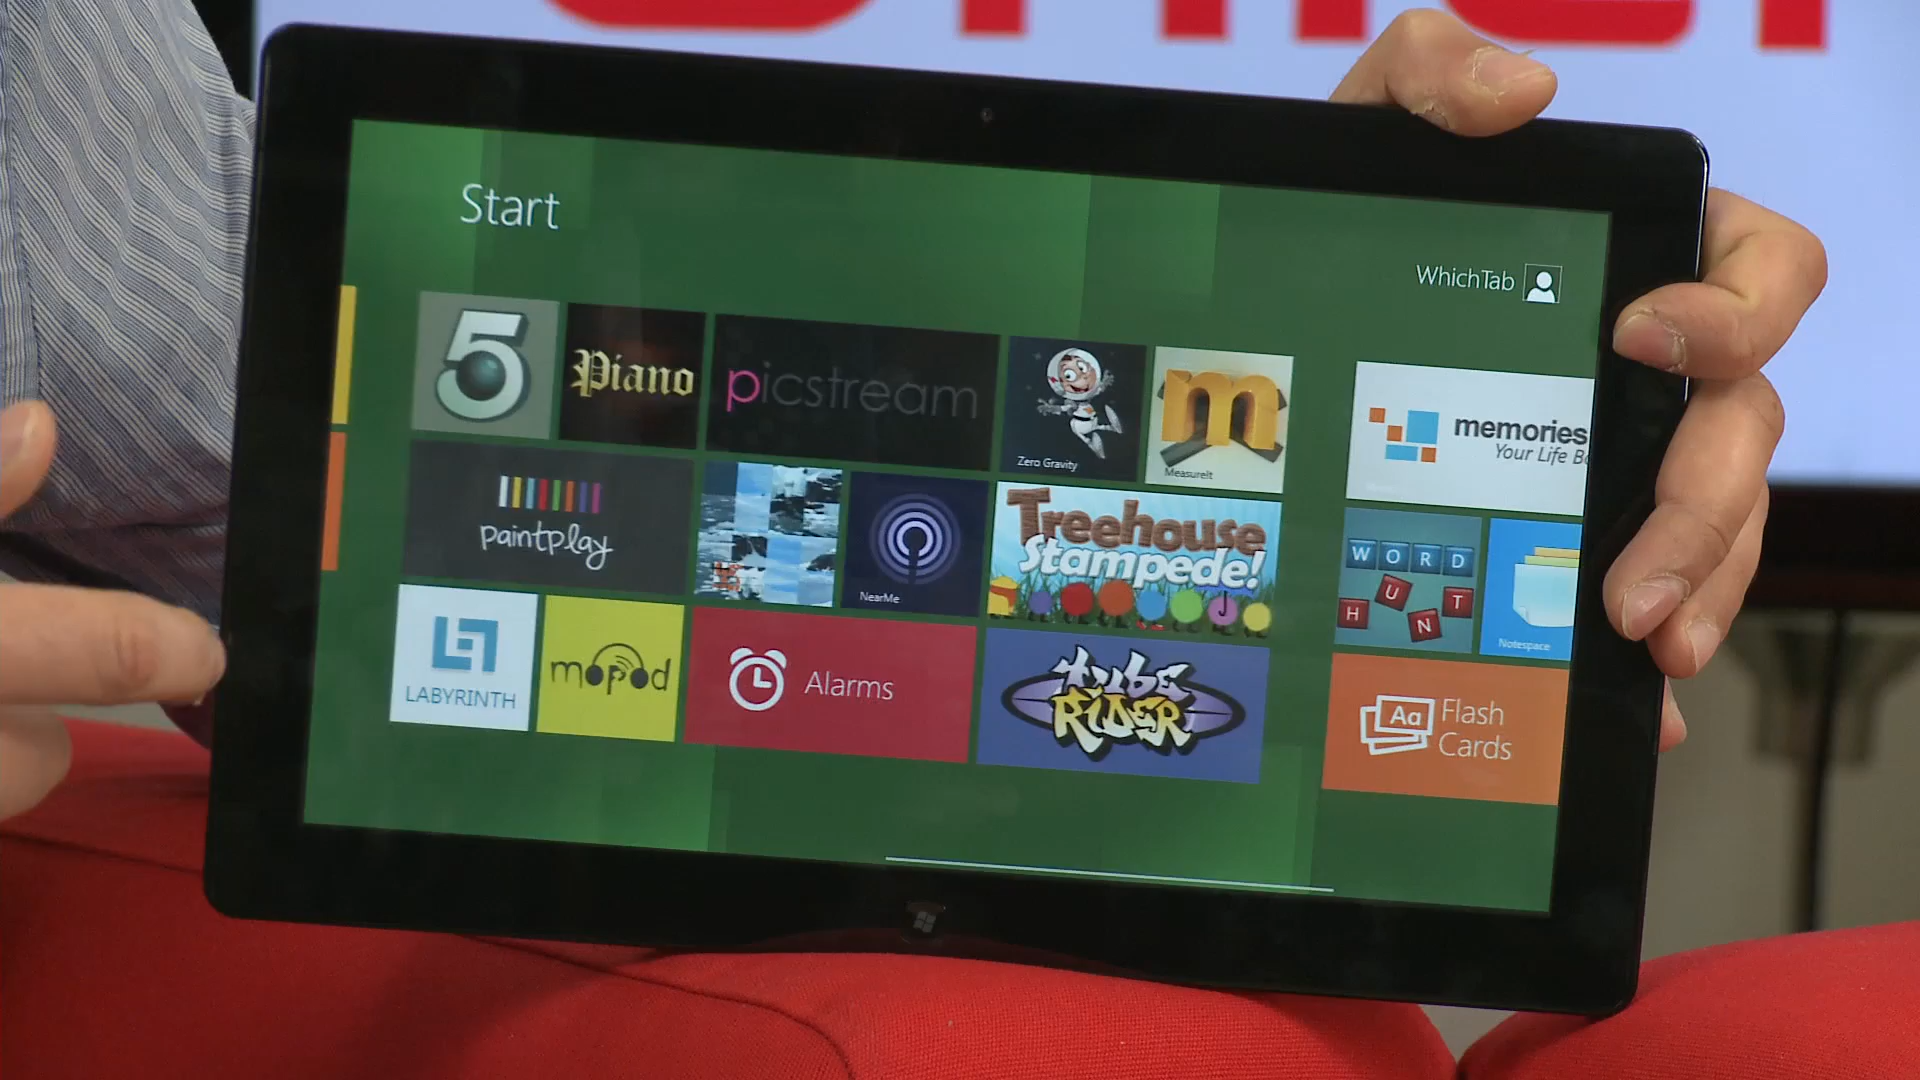 Start
WhichTab
5
Piano
picstream
Zero Gravity
m
MeasureIt
memories
Your Life
paintplay
NearMe
Treehouse
Stampede!
WORD
HUNT
Notespace
LABYRINTH
mopod
Alarms
Tube
RiDER
Aa
Flash
Cards